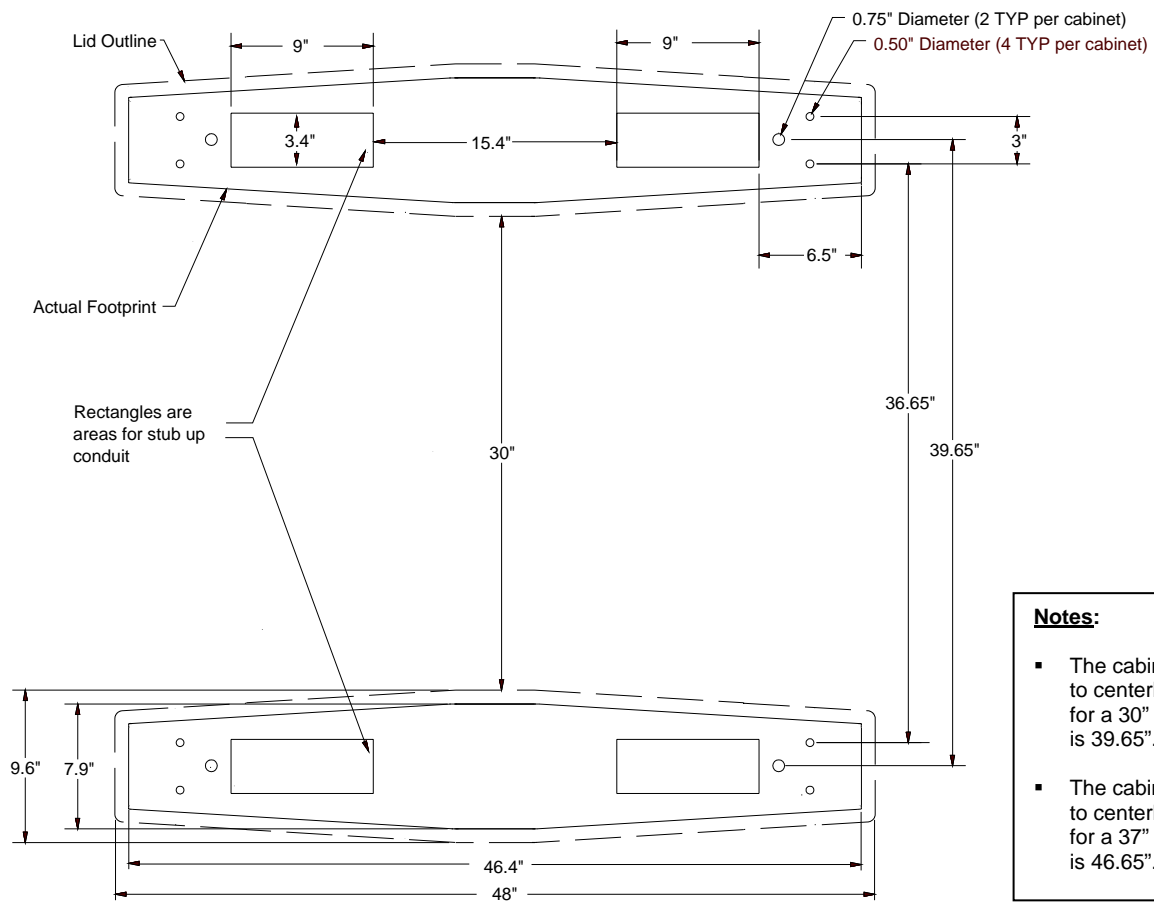 0.75" Diameter (2 TYP per cabinet)
Lid Outline
9"
9"
0.50" Diameter (4 TYP per cabinet)
3.4"
15.4"
3"
6.5"
Actual Footprint
Rectangles are
areas for stub up
conduit
36.65"
30"
39.65"
Notes:
▪ The cabin
to center
for a 30”
is 39.65”.
▪ The cabin
to center
for a 37”
is 46.65”.
9.6"
7.9"
46.4"
48"